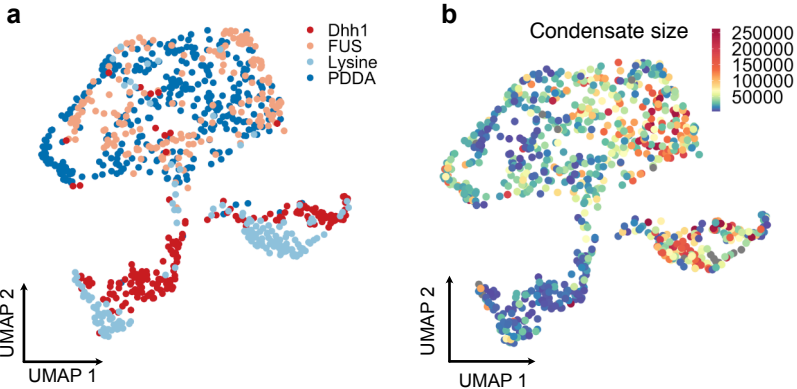 a
Dhh1
FUS
Lysine
PDDA
UMAP 2
UMAP 1
b
Condensate size
250000
200000
150000
100000
50000
UMAP 2
UMAP 1